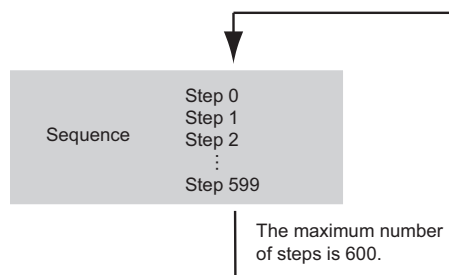 Step 0
Step 1
Sequence
Step 2
⋮
Step 599
The maximum number
of steps is 600.